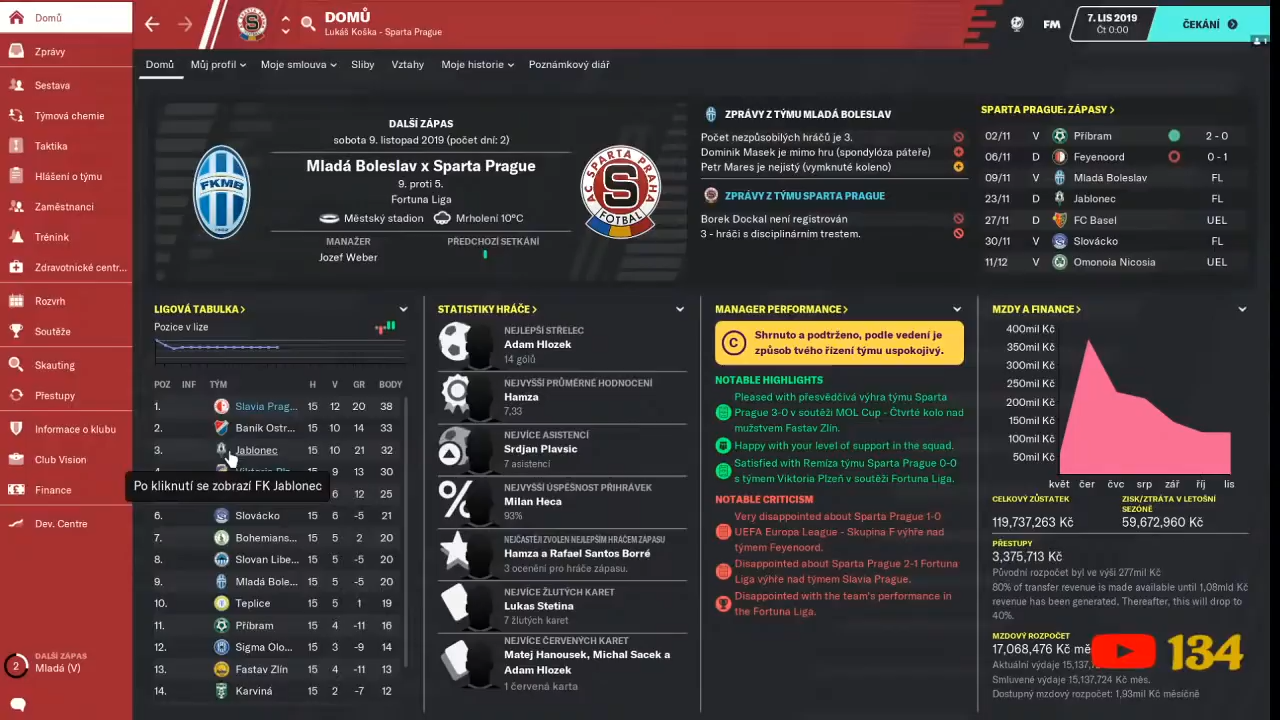 Domů
Zprávy
Sestava
Týmová chemie
Taktika
Hlášení o týmu
Zaměstnanci
Trénink
Zdravotnické centr...
Rozvrh
Soutěže
Skauting
Přestupy
Informace o klubu
Club Vision
Finance
Dev. Centre
2
DALŠÍ ZÁPAS
Mladá (V)
DOMŮ
Lukáš Koška - Sparta Prague
FM
7. LIS 2019
Čt 0:00
ČEKÁNÍ
1
Domů
Můj profil
Moje smlouva
Sliby
Vztahy
Moje historie
Poznámkový diář
DALŠÍ ZÁPAS
sobota 9. listopad 2019 (počet dní: 2)
Mladá Boleslav x Sparta Prague
9. proti 5.
Fortuna Liga
Městský stadion
Mrholení 10°C
MANAŽER
Jozef Weber
PŘEDCHOZÍ SETKÁNÍ
FKMB
AC SPARTA PRAHA
FOTBAL
ZPRÁVY Z TÝMU MLADÁ BOLESLAV
Počet nezpůsobilých hráčů je 3.
Dominik Masek je mimo hru (spondylóza páteře)
Petr Mares je nejistý (vymknuté koleno)
ZPRÁVY Z TÝMU SPARTA PRAGUE
Borek Dockal není registrován
3 - hráči s disciplinárním trestem.
SPARTA PRAGUE: ZÁPASY >
02/11 V Příbram 2 - 0
06/11 D Feyenoord 0 - 1
09/11 V Mladá Boleslav FL
23/11 D Jablonec FL
27/11 D FC Basel UEL
30/11 V Slovácko FL
11/12 V Omonoia Nicosia UEL
LIGOVÁ TABULKA >
Pozice v lize
POZ INF TÝM H V GR BODY
1. Slavia Prag... 15 12 20 38
2. Baník Ostr... 15 10 14 33
3. Jablonec 15 10 21 32
9 13 30
Po kliknutí se zobrazí FK Jablonec
6 12 25
6. Slovácko 15 6 -5 21
7. Bohemians... 15 5 2 20
8. Slovan Libe... 15 5 -5 20
9. Mladá Bole... 15 5 -5 20
10. Teplice 15 5 1 19
11. Příbram 15 4 -11 16
12. Sigma Olo... 15 3 -9 14
13. Fastav Zlín 15 4 -11 13
14. Karviná 15 2 -7 12
STATISTIKY HRÁČE >
NEJLEPŠÍ STŘELEC
Adam Hlozek
14 gólů
NEJVYŠŠÍ PRŮMĚRNÉ HODNOCENÍ
Hamza
7,33
NEJVÍCE ASISTENCÍ
Srdjan Plavsic
7 asistencí
NEJVYŠŠÍ ÚSPĚŠNOST PŘIHRÁVEK
Milan Heca
93%
NEJČASTĚJI ZVOLEN NEJLEPŠÍM HRÁČEM ZÁPASU
Hamza a Rafael Santos Borré
3 ocenění pro hráče zápasu.
NEJVÍCE ŽLUTÝCH KARET
Lukas Stetina
7 žlutých karet
NEJVÍCE ČERVENÝCH KARET
Matej Hanousek, Michal Sacek a
Adam Hlozek
1 červená karta
MANAGER PERFORMANCE >
C
Shrnuto a podtrženo, podle vedení je
způsob tvého řízení týmu uspokojivý.
NOTABLE HIGHLIGHTS
Pleased with přesvědčivá výhra týmu Sparta
Prague 3-0 v soutěži MOL Cup - Čtvrté kolo nad
mužstvem Fastav Zlín.
Happy with your level of support in the squad.
Satisfied with Remíza týmu Sparta Prague 0-0
s týmem Viktoria Plzeň v soutěži Fortuna Liga.
NOTABLE CRITICISM
Very disappointed about Sparta Prague 1-0
UEFA Europa League - Skupina F výhře nad
týmem Feyenoord.
Disappointed about Sparta Prague 2-1 Fortuna
Liga výhře nad týmem Slavia Prague.
Disappointed with the team's performance in
the Fortuna Liga.
MZDY A FINANCE >
400mil Kč
350mil Kč
300mil Kč
250mil Kč
200mil Kč
150mil Kč
100mil Kč
50mil Kč
květ čer čvc srp zář říj lis
CELKOVÝ ZŮSTATEK
119,737,263 Kč
ZISK/ZTRÁTA V LETOŠNÍ
SEZÓNĚ
59,672,960 Kč
PŘESTUPY
3,375,713 Kč
Původní rozpočet byl ve výši 277mil Kč
80% of transfer revenue is made available until 1,08mld Kč
revenue has been generated. Thereafter, this will drop to
40%.
MZDOVÝ ROZPOČET
17,068,476 Kč mě
Aktuální výdaje 15,137,7
Smluvené výdaje 15,137,724 Kč měs.
Dostupný mzdový rozpočet: 1,93mil Kč měsíčně
134